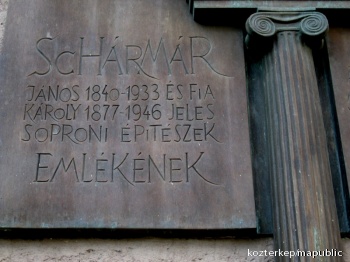 SCHÁRMÁR
JÁNOS 1840-1933 ÉS FIA
KÁROLY 1877-1946 JELES
SOPRONI ÉPÍTÉSZEK
EMLÉKÉNEK
kozterkep/mapublic